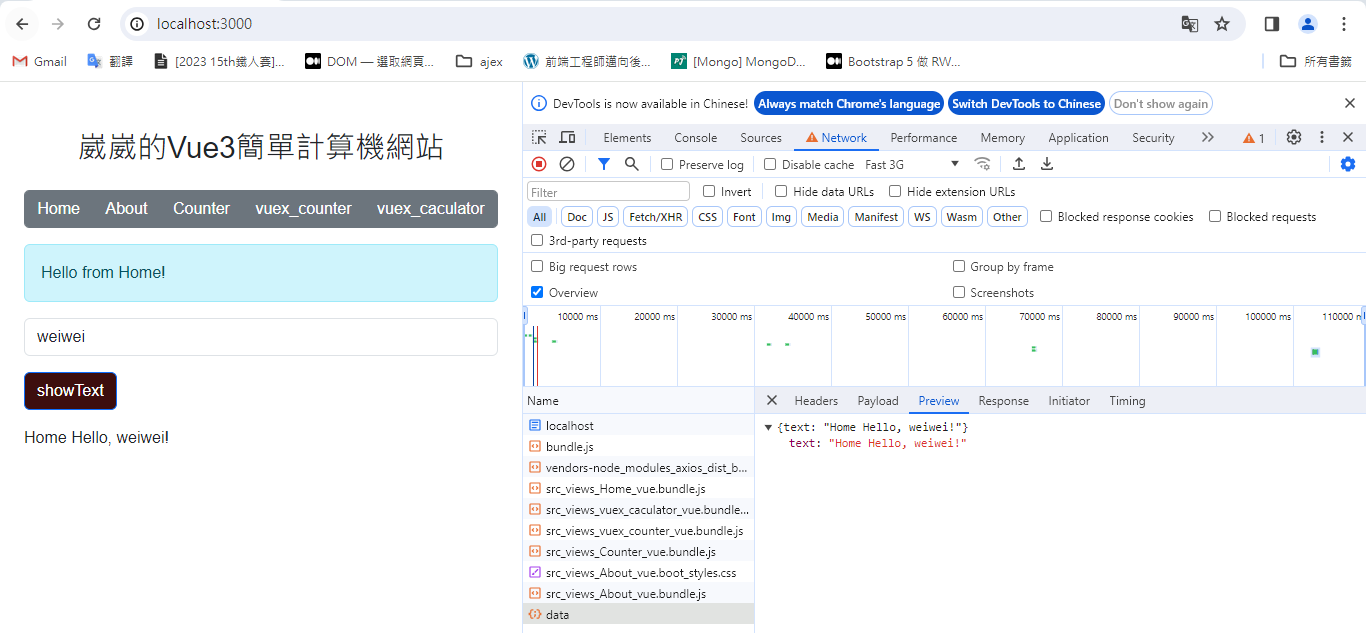 localhost:3000
Gmail 翻譯 [2023 15th鐵人賽]... DOM — 選取網頁... ajex 前端工程師邁向後... [Mongo] MongoD... Bootstrap 5 做 RW... 所有書籤
崴崴的Vue3簡單計算機網站
Home About Counter vuex_counter vuex_caculator
Hello from Home!
weiwei
showText
Home Hello, weiwei!
DevTools is now available in Chinese! Always match Chrome's language Switch DevTools to Chinese Don't show again
Elements Console Sources Network Performance Memory Application Security 1
Preserve log Disable cache Fast 3G
Filter Invert Hide data URLs Hide extension URLs
All Doc JS Fetch/XHR CSS Font Img Media Manifest WS Wasm Other Blocked response cookies Blocked requests
3rd-party requests
Big request rows Group by frame
Overview Screenshots
10000 ms 20000 ms 30000 ms 40000 ms 50000 ms 60000 ms 70000 ms 80000 ms 90000 ms 100000 ms 110000 m
Name
localhost
bundle.js
vendors-node_modules_axios_dist_b...
src_views_Home_vue.bundle.js
src_views_vuex_caculator_vue.bundle...
src_views_vuex_counter_vue.bundle.js
src_views_Counter_vue.bundle.js
src_views_About_vue.boot_styles.css
src_views_About_vue.bundle.js
data
Headers Payload Preview Response Initiator Timing
{text: "Home Hello, weiwei!"}
text: "Home Hello, weiwei!"